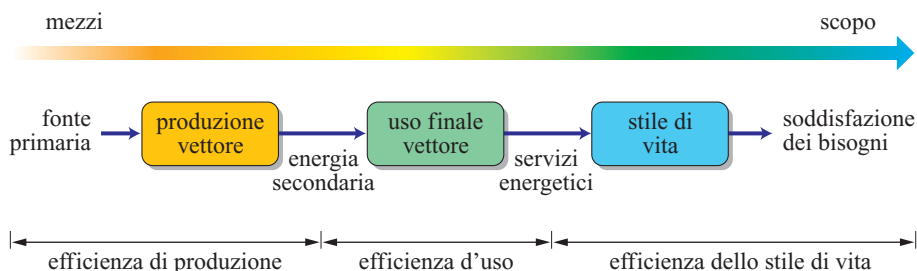 mezzi
scopo
fonte
primaria
produzione
vettore
energia
secondaria
uso finale
vettore
servizi
energetici
stile di
vita
soddisfazione
dei bisogni
efficienza di produzione
efficienza d'uso
efficienza dello stile di vita